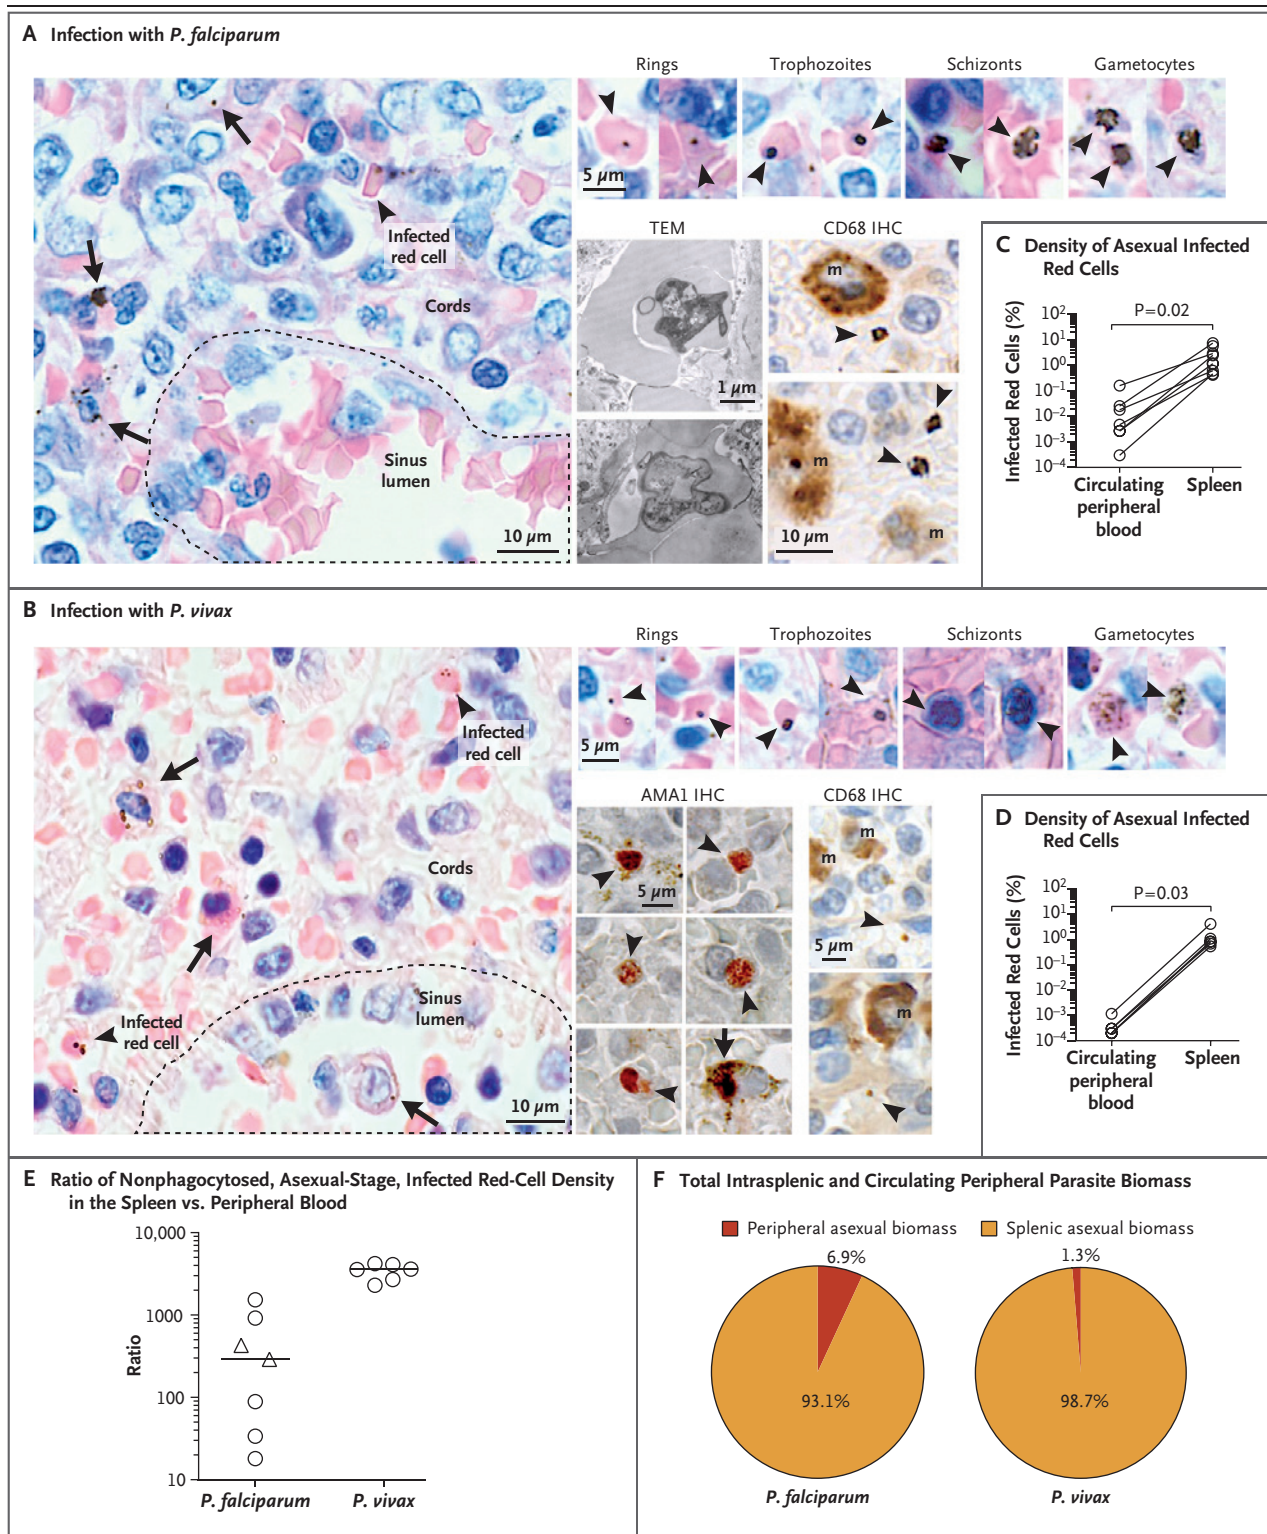 A Infection with P. falciparum
Rings
Trophozoites
Schizonts
Gametocytes
5 µm
Infected
red cell
Cords
Sinus
lumen
10 µm
TEM
1 µm
CD68 IHC
m
m
m
10 µm
C Density of Asexual Infected
Red Cells
Infected Red Cells (%)
10²
10¹
10⁰
10⁻¹
10⁻²
10⁻³
10⁻⁴
P=0.02
Circulating
peripheral
blood
Spleen
B Infection with P. vivax
Rings
Trophozoites
Schizonts
Gametocytes
5 µm
Infected
red cell
Cords
Sinus
lumen
Infected
red cell
10 µm
AMA1 IHC
5 µm
CD68 IHC
m
m
5 µm
m
D Density of Asexual Infected
Red Cells
Infected Red Cells (%)
10²
10¹
10⁰
10⁻¹
10⁻²
10⁻³
10⁻⁴
P=0.03
Circulating
peripheral
blood
Spleen
E Ratio of Nonphagocytosed, Asexual-Stage, Infected Red-Cell Density
in the Spleen vs. Peripheral Blood
Ratio
10,000
1000
100
10
P. falciparum
P. vivax
F Total Intrasplenic and Circulating Peripheral Parasite Biomass
Peripheral asexual biomass
Splenic asexual biomass
6.9%
93.1%
P. falciparum
1.3%
98.7%
P. vivax